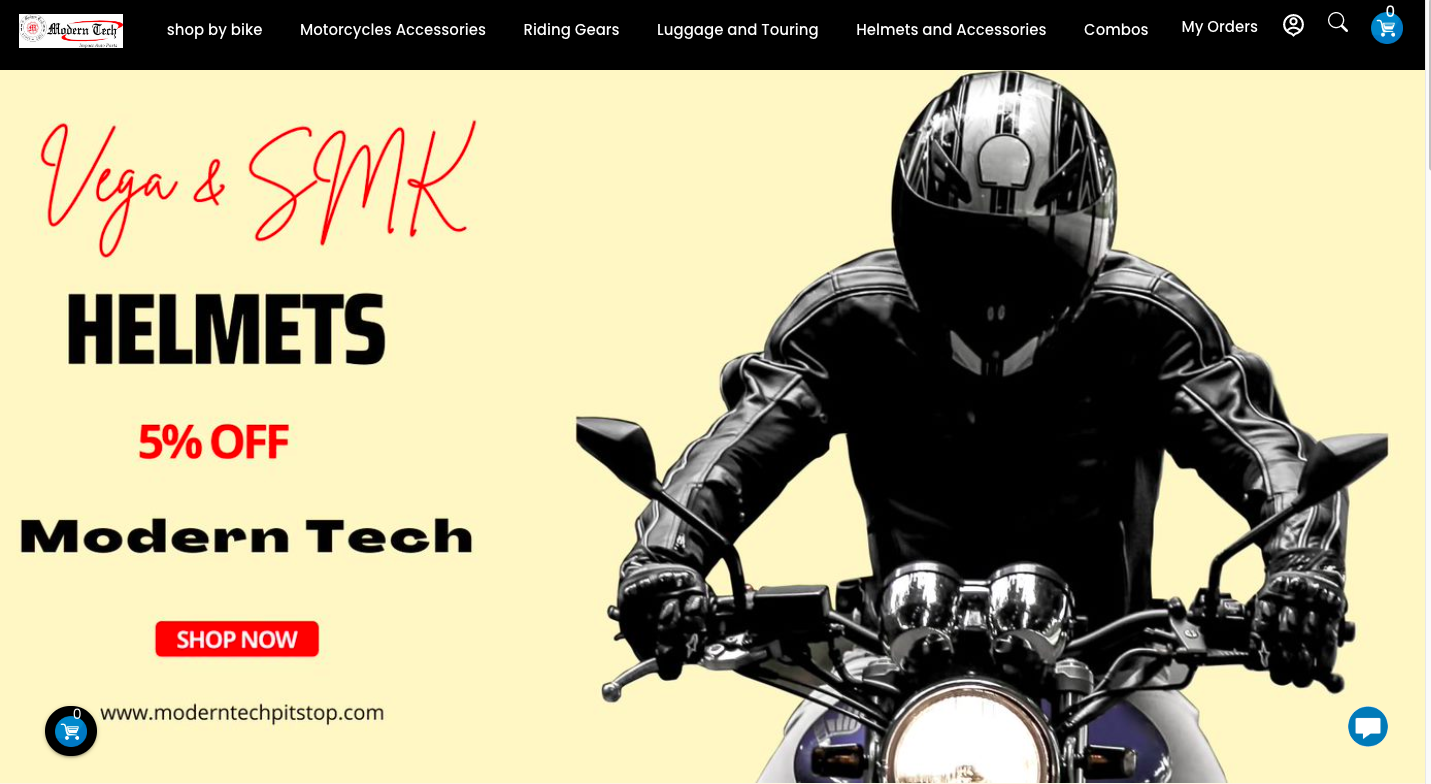 Modern Tech
shop by bike
Motorcycles Accessories
Riding Gears
Luggage and Touring
Helmets and Accessories
Combos
My Orders
0
Vega & SMK
HELMETS
5% OFF
Modern Tech
SHOP NOW
www.moderntechpitstop.com
0